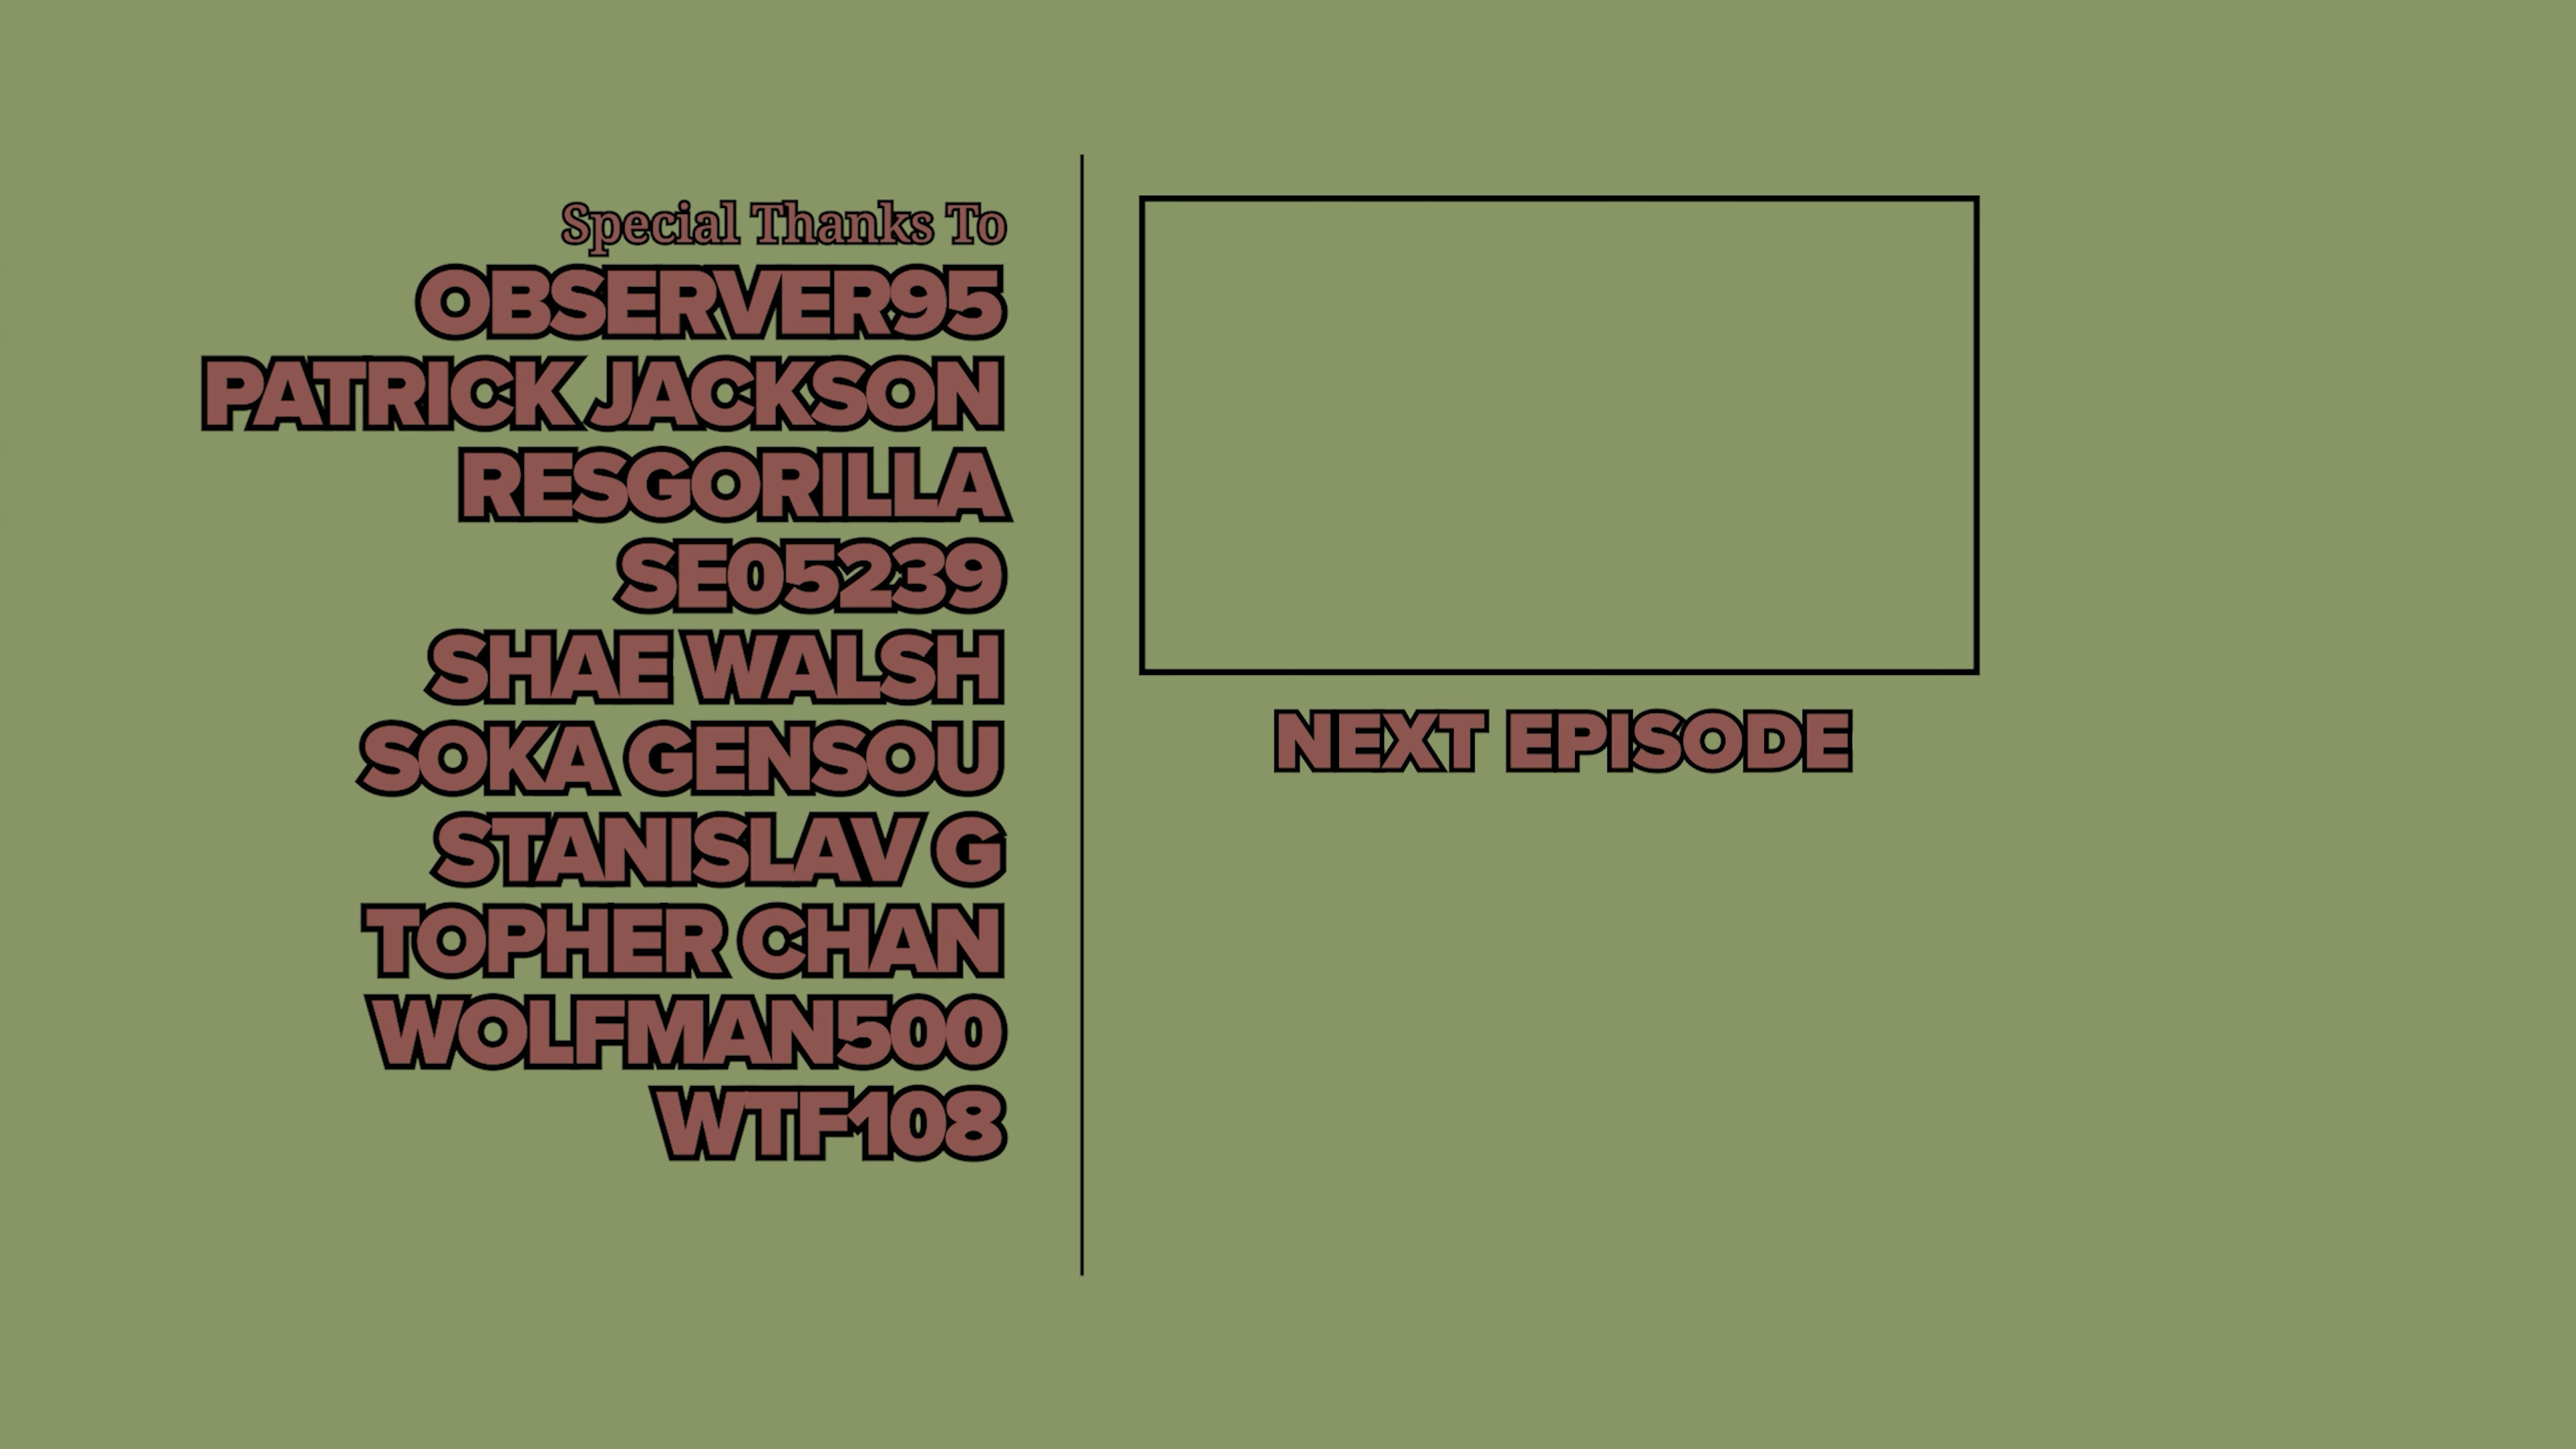 Special Thanks To
OBSERVER95
PATRICK JACKSON
RESGORILLA
SE05239
SHAE WALSH
SOKA GENSOU
STANISLAV G
TOPHER CHAN
WOLFMAN500
WTF108
NEXT EPISODE